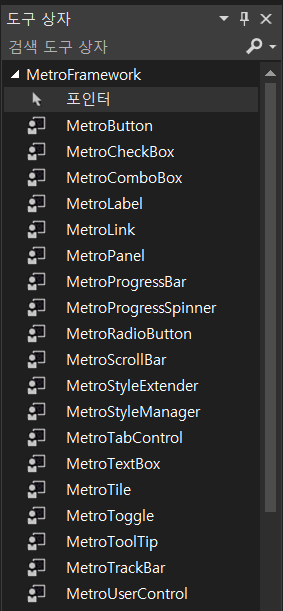 도구 상자
검색 도구 상자
MetroFramework
포인터
MetroButton
MetroCheckBox
MetroComboBox
MetroLabel
MetroLink
MetroPanel
MetroProgressBar
MetroProgressSpinner
MetroRadioButton
MetroScrollBar
MetroStyleExtender
MetroStyleManager
MetroTabControl
MetroTextBox
MetroTile
MetroToggle
MetroToolTip
MetroTrackBar
MetroUserControl